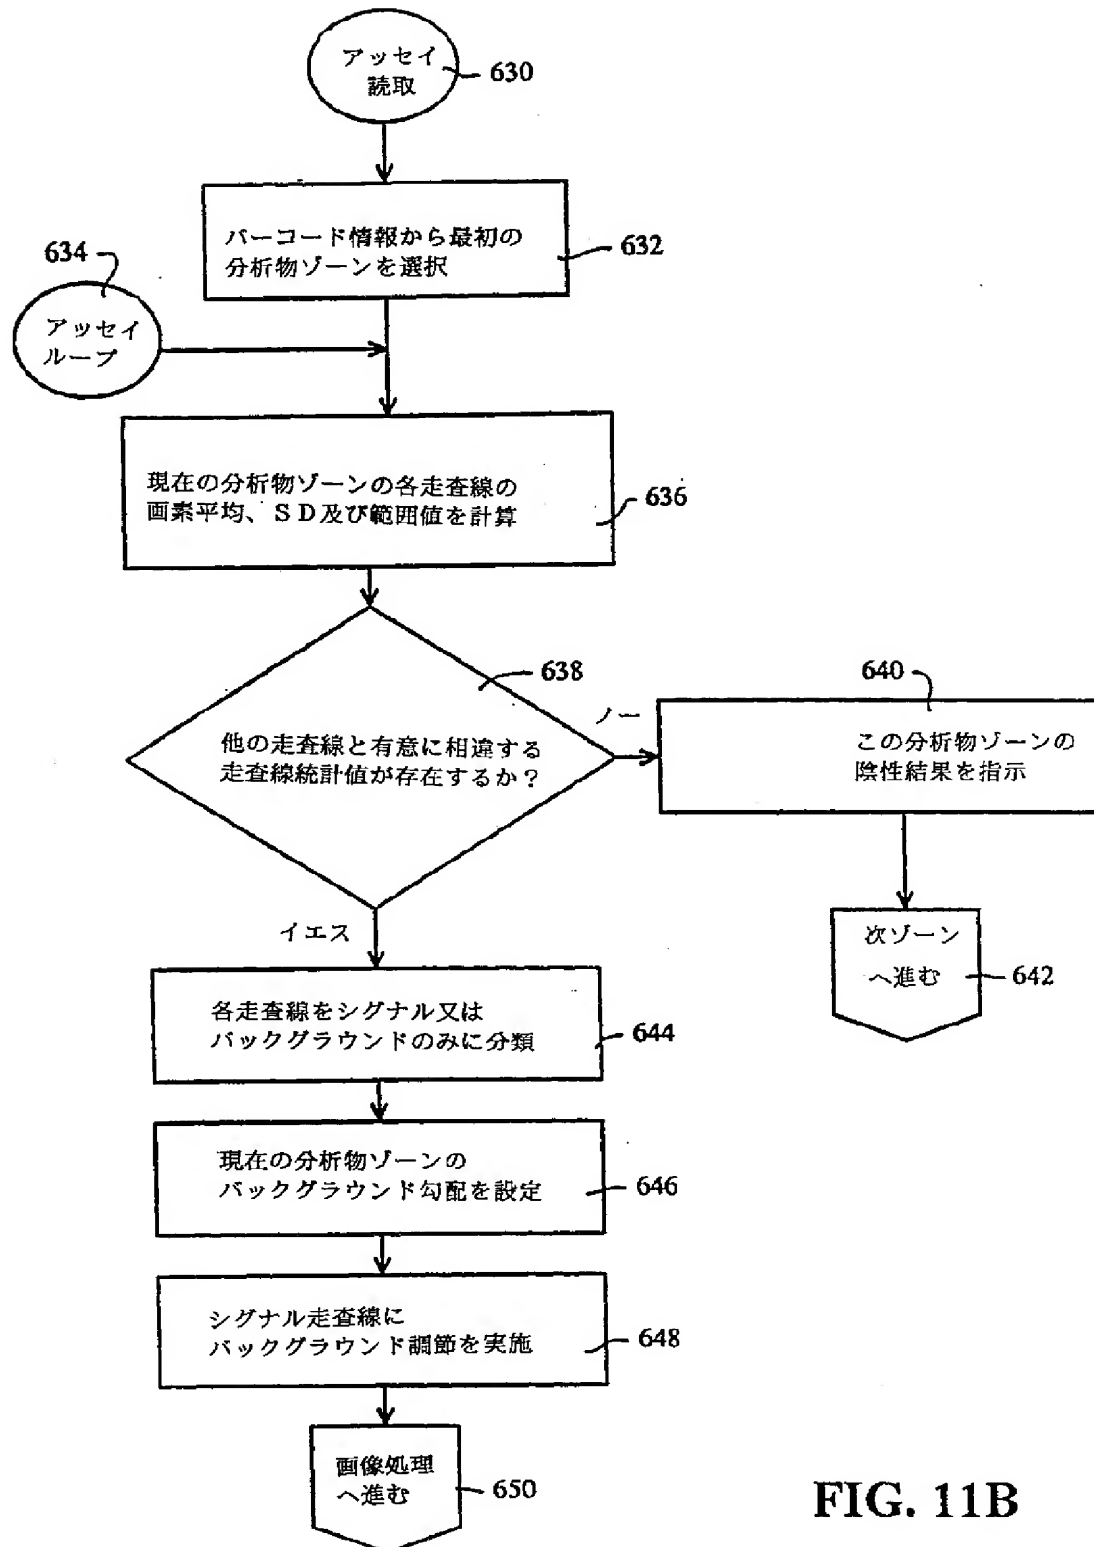 アッセイ
読取
630
バーコード情報から最初の
分析物ゾーンを選択
632
634
アッセイ
ループ
現在の分析物ゾーンの各走査線の
画素平均、SD及び範囲値を計算
636
638
他の走査線と有意に相違する
走査線統計値が存在するか?
ノー
640
この分析物ゾーンの
陰性結果を指示
イエス
次ゾーン
へ進む
642
各走査線をシグナル又は
バックグラウンドのみに分類
644
現在の分析物ゾーンの
バックグラウンド勾配を設定
646
シグナル走査線に
バックグラウンド調節を実施
648
画像処理
へ進む
650
FIG. 11B